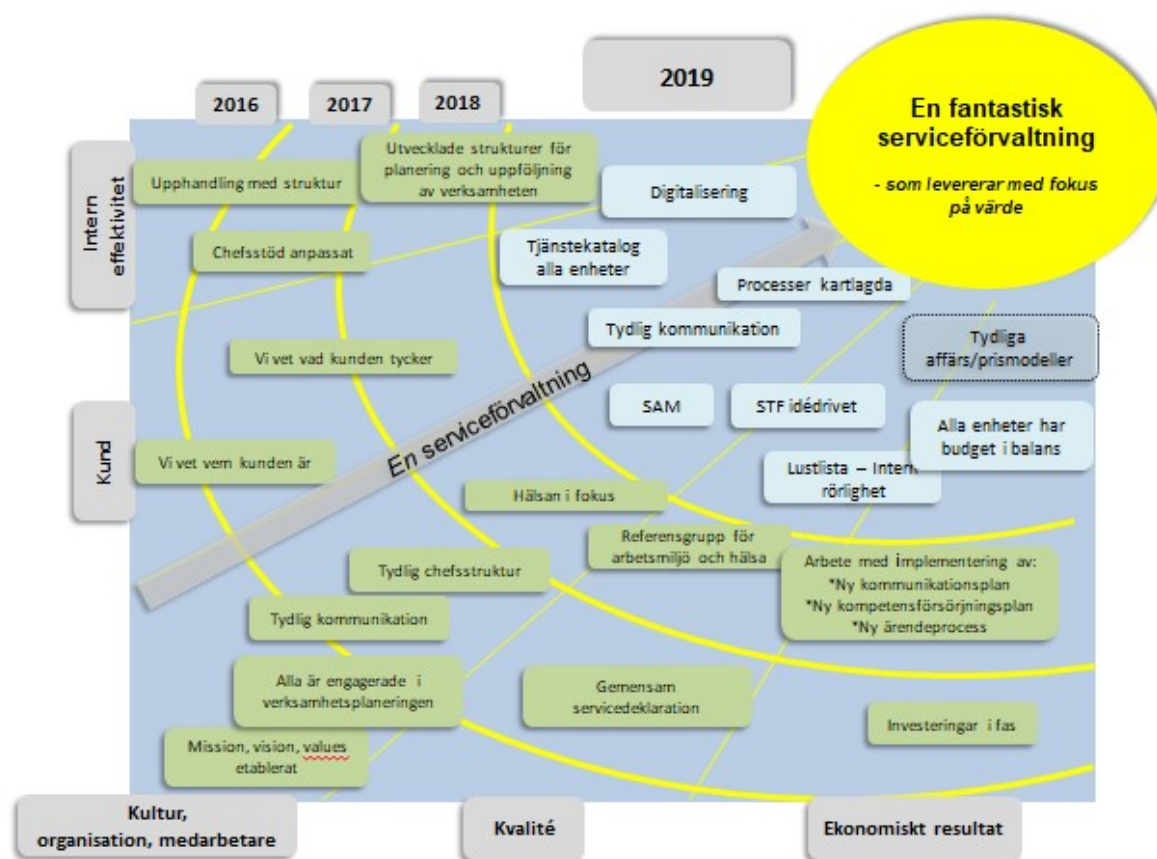 2016
2017
2018
2019
En fantastisk
serviceförvaltning
- som levererar med fokus
på värde
Intern
effektivitet
Upphandling med struktur
Utvecklade strukturer för
planering och uppföljning
av verksamheten
Digitalisering
Chefsstöd anpassat
Tjänstekatalog
alla enheter
Processer kartlagda
Tydlig kommunikation
Tydliga
affärs/prismodeller
Vi vet vad kunden tycker
En serviceförvaltning
SAM
STF idédrivet
Alla enheter har
budget i balans
Kund
Vi vet vem kunden är
Lustlista – Intern
rörlighet
Hälsan i fokus
Referensgrupp för
arbetsmiljö och hälsa
Arbete med implementering av:
*Ny kommunikationsplan
*Ny kompetensförsörjningsplan
*Ny ärendeprocess
Tydlig chefsstruktur
Tydlig kommunikation
Alla är engagerade i
verksamhetsplaneringen
Gemensam
servicedeklaration
Investeringar i fas
Mission, vision, values
etablerat
Kultur,
organisation, medarbetare
Kvalité
Ekonomiskt resultat